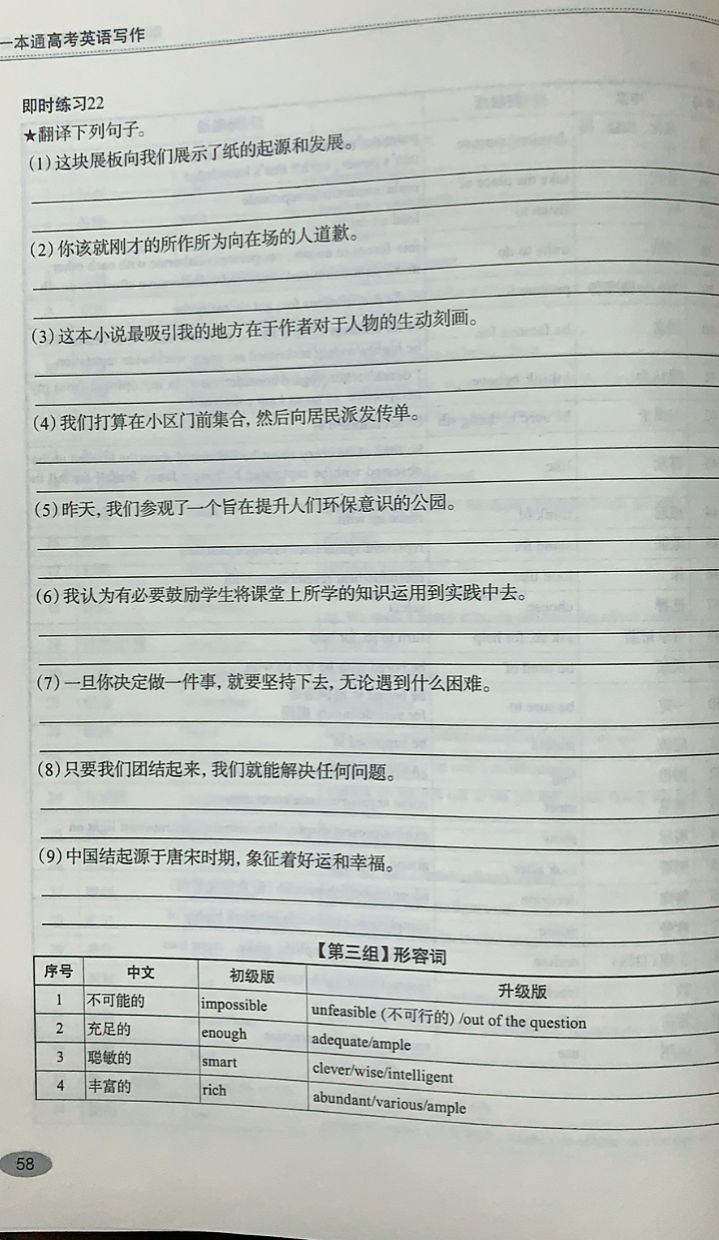 一本通高考英语写作
即时练习22
★翻译下列句子。
(1)这块展板向我们展示了纸的起源和发展。
(2)你该就刚才的所作所为向在场的人道歉。
(3)这本小说最吸引我的地方在于作者对于人物的生动刻画。
(4)我们打算在小区门前集合,然后向居民派发传单。
(5)昨天,我们参观了一个旨在提升人们环保意识的公园。
(6)我认为有必要鼓励学生将课堂上所学的知识运用到实践中去。
(7)一旦你决定做一件事,就要坚持下去,无论遇到什么困难。
(8)只要我们团结起来,我们就能解决任何问题。
(9)中国结起源于唐宋时期,象征着好运和幸福。
【第三组】形容词
序号 中文 初级版 升级版
1 不可能的 impossible unfeasible (不可行的) /out of the question
2 充足的 enough adequate/ample
3 聪敏的 smart clever/wise/intelligent
4 丰富的 rich abundant/various/ample
58